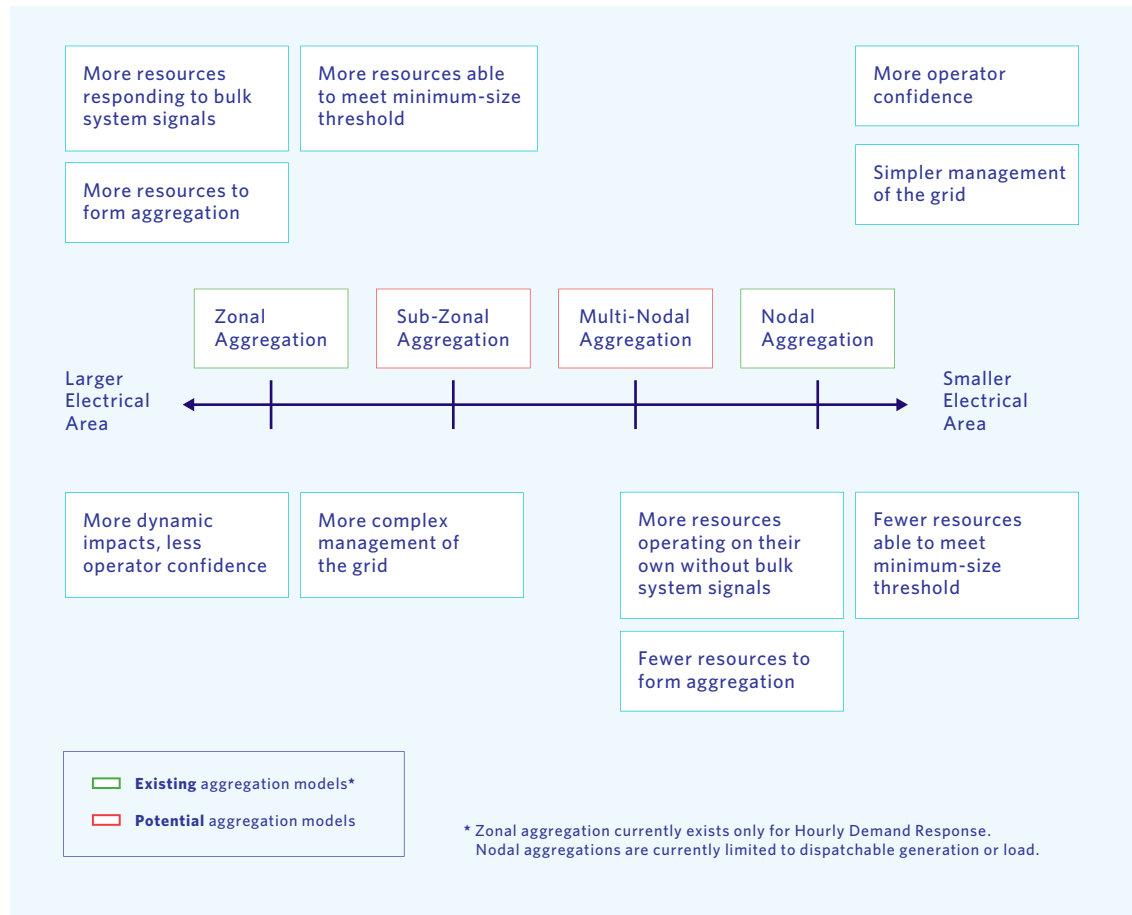 More resources
responding to bulk
system signals
More resources able
to meet minimum-size
threshold
More operator
confidence
Simpler management
of the grid
More resources to
form aggregation
Zonal
Aggregation
Sub-Zonal
Aggregation
Multi-Nodal
Aggregation
Nodal
Aggregation
Larger
Electrical
Area
Smaller
Electrical
Area
More dynamic
impacts, less
operator confidence
More complex
management of
the grid
More resources
operating on their
own without bulk
system signals
Fewer resources
able to meet
minimum-size
threshold
Fewer resources to
form aggregation
Existing aggregation models*
Potential aggregation models
* Zonal aggregation currently exists only for Hourly Demand Response.
Nodal aggregations are currently limited to dispatchable generation or load.